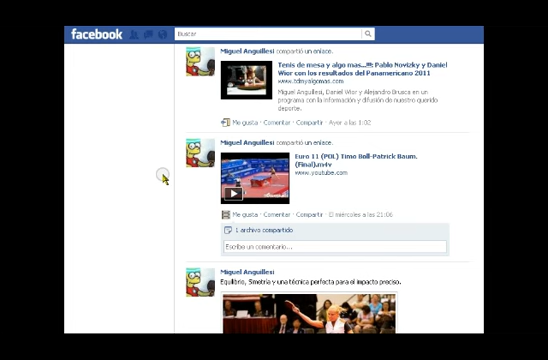 facebook
Buscar
Miguel Anguillesi compartió un enlace.
Tenis de mesa y algo mas...!!!: Pablo Novizky y Daniel
Wior con los resultados del Panamericano 2011
www.tdmyalgomas.com
Miguel Anguillesi, Daniel Wior y Alejandro Brusca en un
programa con la información y difusión de nuestro querido
deporte.
Me gusta · Comentar · Compartir · Ayer a las 1:02
Miguel Anguillesi compartió un enlace.
Euro 11 (POL) Timo Boll-Patrick Baum.
(Final).m4v
www.youtube.com
Me gusta · Comentar · Compartir · El miércoles a las 21:06
1 archivo compartido
Escribe un comentario...
Miguel Anguillesi
Equilibrio, Simetría y una técnica perfecta para el impacto preciso.